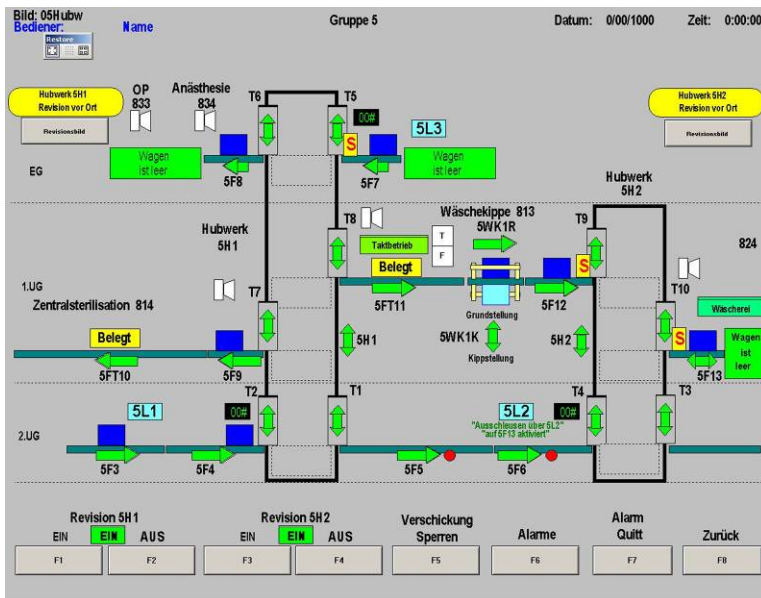 Bild: 05Hubw
Gruppe 5
Datum: 0/00/1000
Zeit: 0:00:00
Bediener:
Name
Restore
Hubwerk 5H1
Revision vor Ort
Revisionsbild
OP
833
Anästhesie
834
T6
T5
00#
5L3
S
Hubwerk 5H2
Revision vor Ort
Revisionsbild
Wagen
ist leer
5F8
5F7
Wagen
ist leer
EG
Hubwerk
5H2
Hubwerk
5H1
T8
Wäschekippe 813
5WK1R
T9
824
Taktbetrieb
T
F
Belegt
S
T10
1.UG
5FT11
5F12
Zentralsterilisation 814
T7
Grundstellung
Wäscherei
Belegt
5H1
5WK1K
5H2
S
Wagen
ist
leer
Kippstellung
5FT10
5F9
5F13
T2
T1
T4
T3
5L1
00#
5L2
00#
"Ausschleusen über 5L2"
"auf 5F13 aktiviert"
2.UG
5F3
5F4
5F5
5F6
Revision 5H1
EIN
EIN
AUS
Revision 5H2
EIN
EIN
AUS
Verschickung
Sperren
Alarme
Alarm
Quitt
Zurück
F1
F2
F3
F4
F5
F6
F7
F8